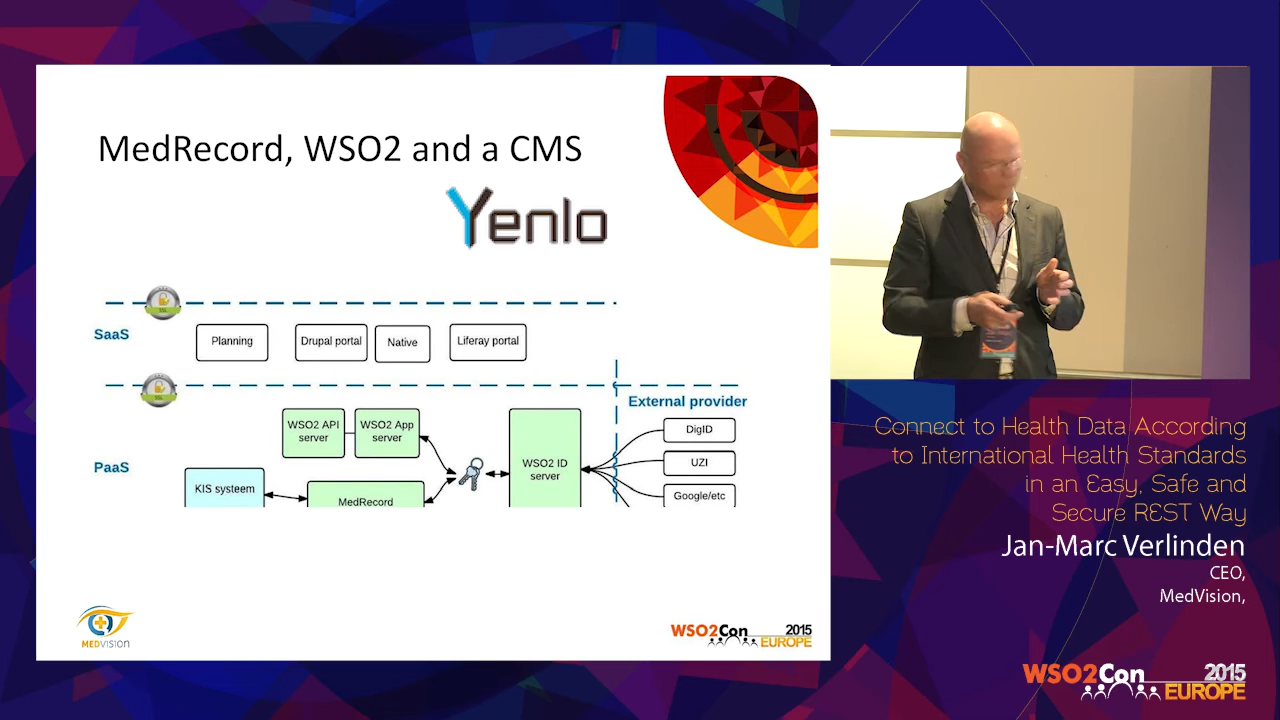 MedRecord, WSO2 and a CMS
Yenlo
SaaS
Planning
Drupal portal
Native
Liferay portal
External provider
PaaS
WSO2 API
server
WSO2 App
server
WSO2 ID
server
DigID
UZI
Google/etc
KIS systeem
MedRecord
MEDVISION
WSO2Con 2015
EUROPE
Connect to Health Data According
to International Health Standards
in an Easy, Safe and
Secure REST Way
Jan-Marc Verlinden
CEO,
MedVision,
WSO2Con 2015
EUROPE